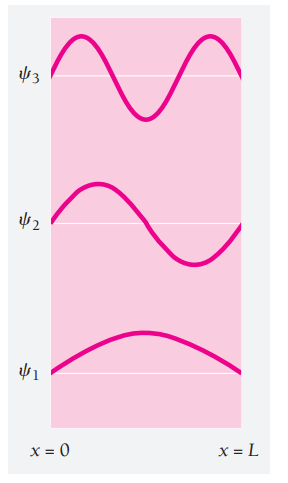 ψ₃
ψ₂
ψ₁
x = 0 x = L